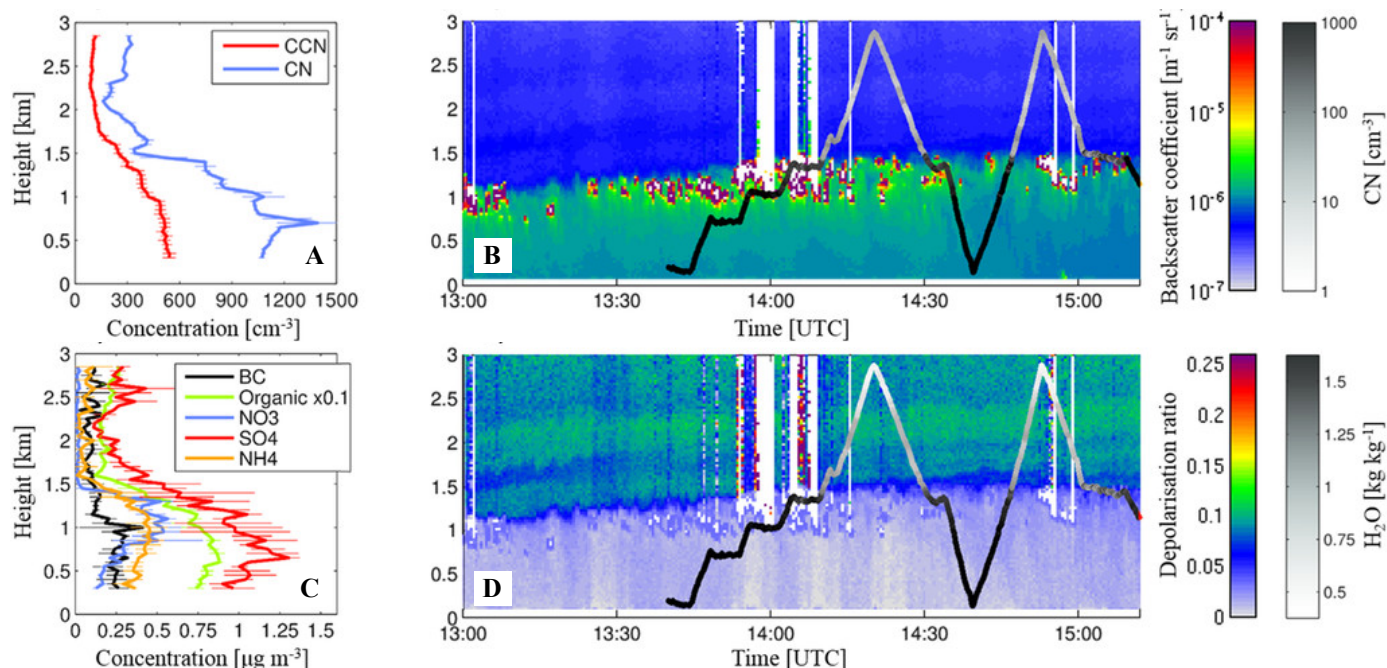 3
2.5
2
1.5
1
0.5
0
Height [km]
CCN
CN
A
0 300 600 900 1200 1500
Concentration [cm-3]
3
2.5
2
1.5
1
0.5
0
B
13:00 13:30 14:00 14:30 15:00
Time [UTC]
10-4
10-5
10-6
10-7
Backscatter coefficient [m-1 sr-1]
1000
100
10
1
CN [cm-3]
3
2.5
2
1.5
1
0.5
0
Height [km]
BC
Organic x0.1
NO3
SO4
NH4
C
0 0.25 0.5 0.75 1 1.25 1.5
Concentration [µg m-3]
3
2.5
2
1.5
1
0.5
0
D
13:00 13:30 14:00 14:30 15:00
Time [UTC]
0.25
0.2
0.15
0.1
0.05
0
Depolarisation ratio
1.5
1.25
1
0.75
0.5
H2O [kg kg-1]